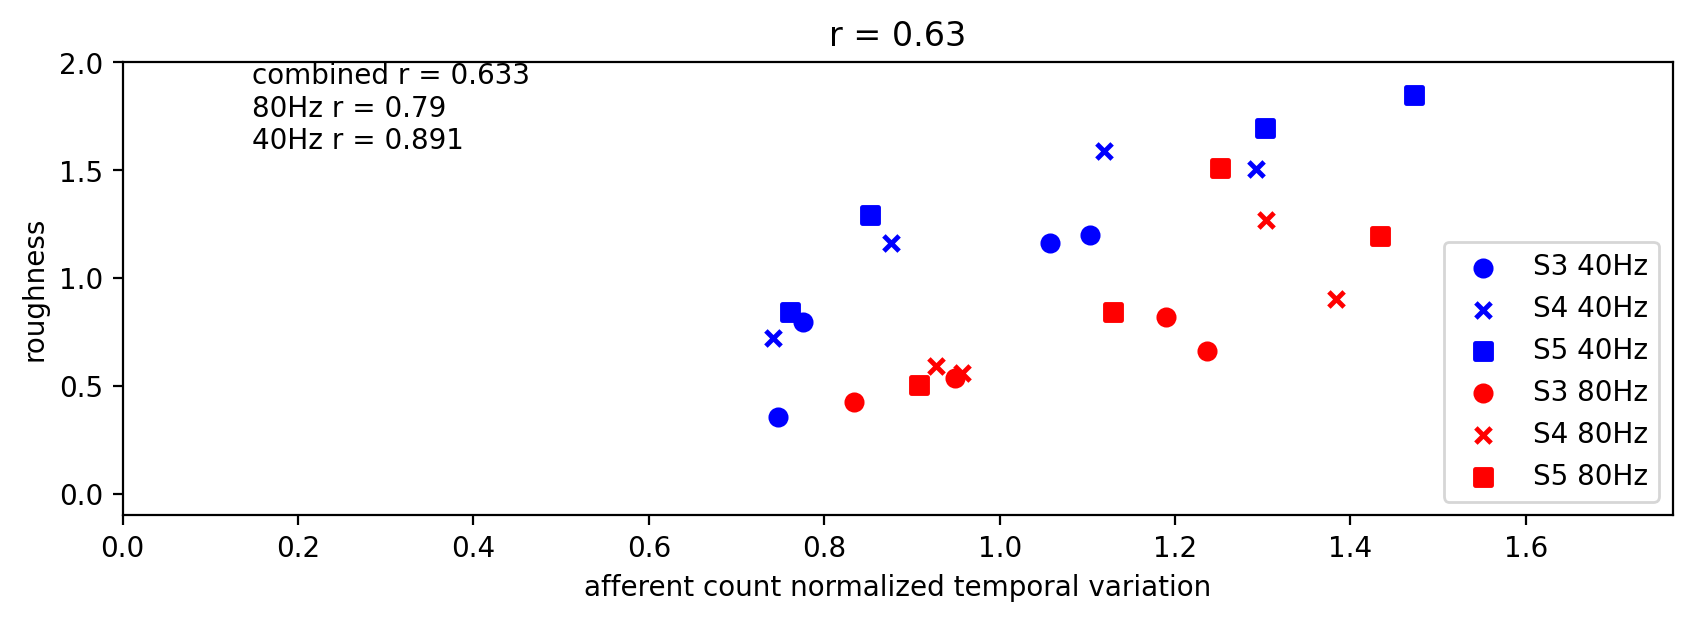 r = 0.63
combined r = 0.633
80Hz r = 0.79
40Hz r = 0.891
2.0
1.5
1.0
0.5
0.0
roughness
S3 40Hz
S4 40Hz
S5 40Hz
S3 80Hz
S4 80Hz
S5 80Hz
0.0 0.2 0.4 0.6 0.8 1.0 1.2 1.4 1.6
afferent count normalized temporal variation